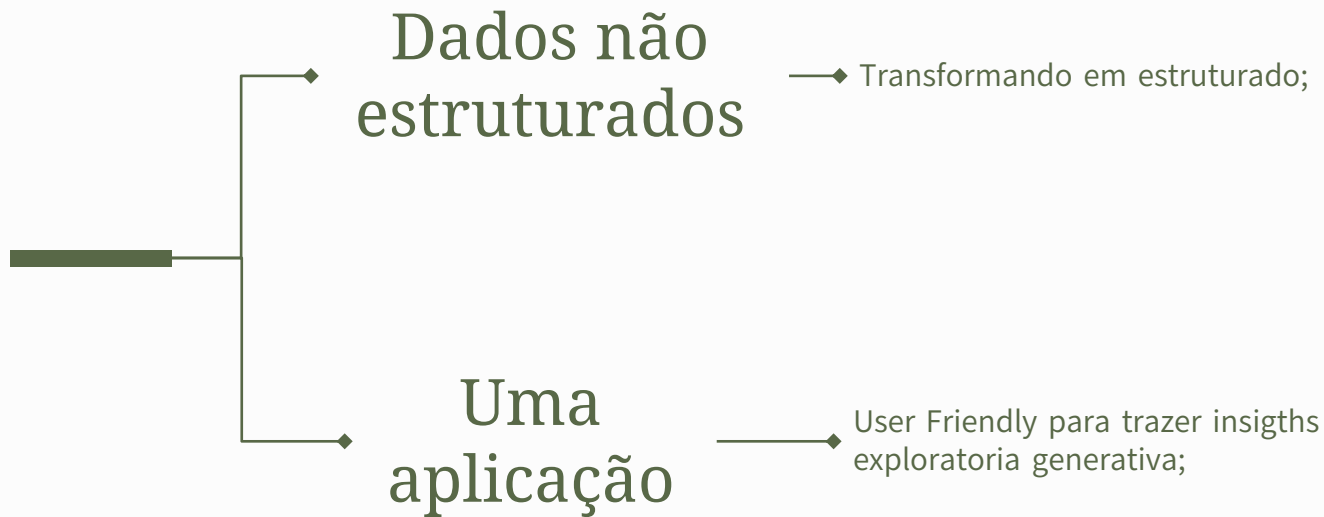 Dados não
estruturados
Transformando em estruturado;
Uma
aplicação
User Friendly para trazer insigths
exploratoria generativa;